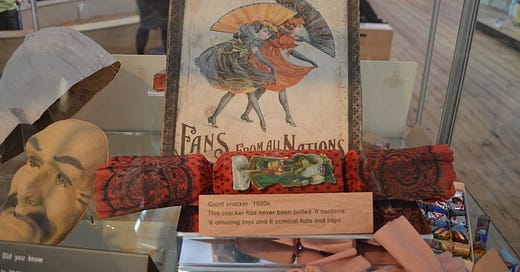 FANS FROM ALL NATIONS
Giant cracker 1920s
This cracker has never been pulled. It contains
'6 amusing toys and 6 comical hats and caps'.
Did you know